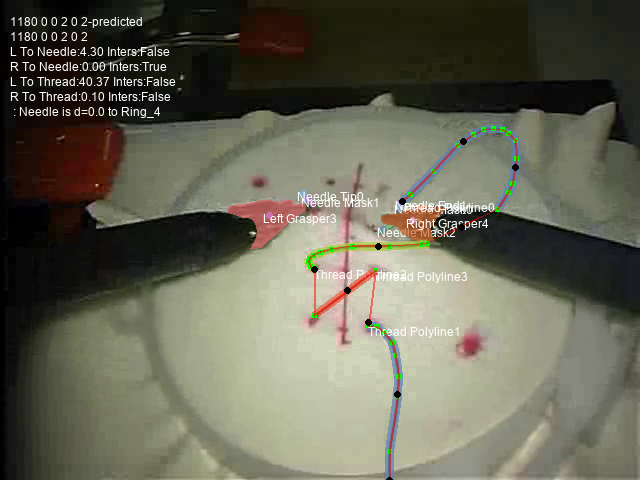 1180 0 0 2 0 2-predicted
1180 0 0 2 0 2
L To Needle:4.30 Inters:False
R To Needle:0.00 Inters:True
L To Thread:40.37 Inters:False
R To Thread:0.10 Inters:False
: Needle is d=0.0 to Ring_4
Needle Tip0
Needle Mask1
Left Grasper3
Right Grasper4
Needle Mask2
Thread Polyline3
Thread Polyline1